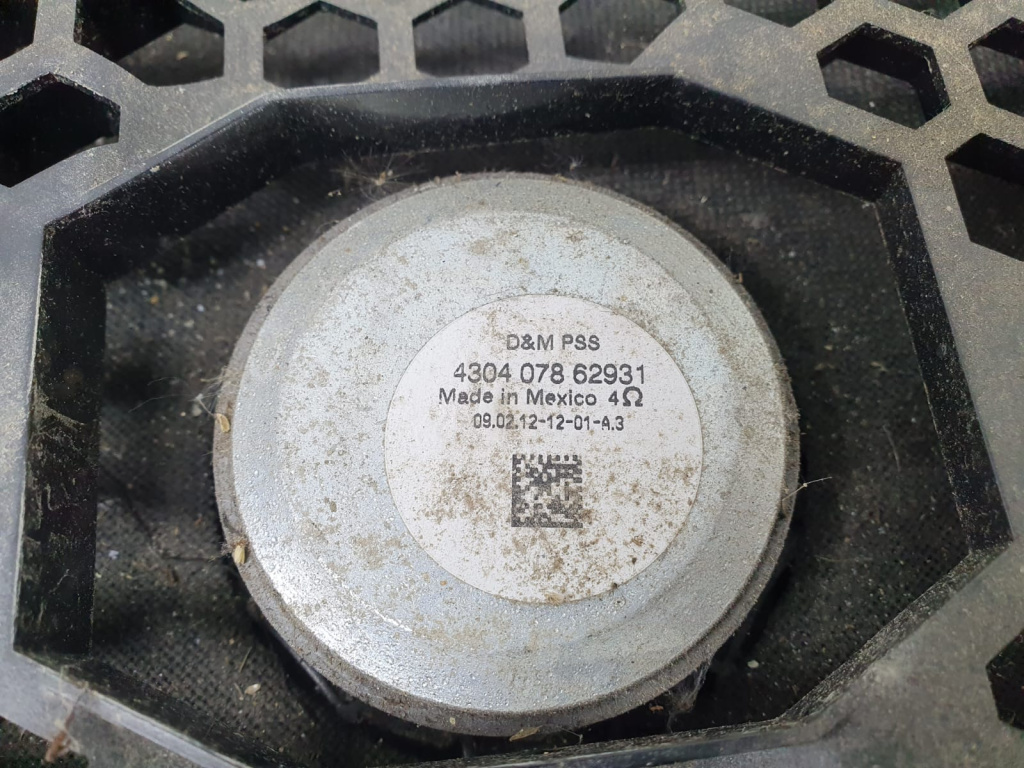 D&M PSS
4304 078 62931
Made in Mexico 4Ω
09.02.12-12-01-A.3